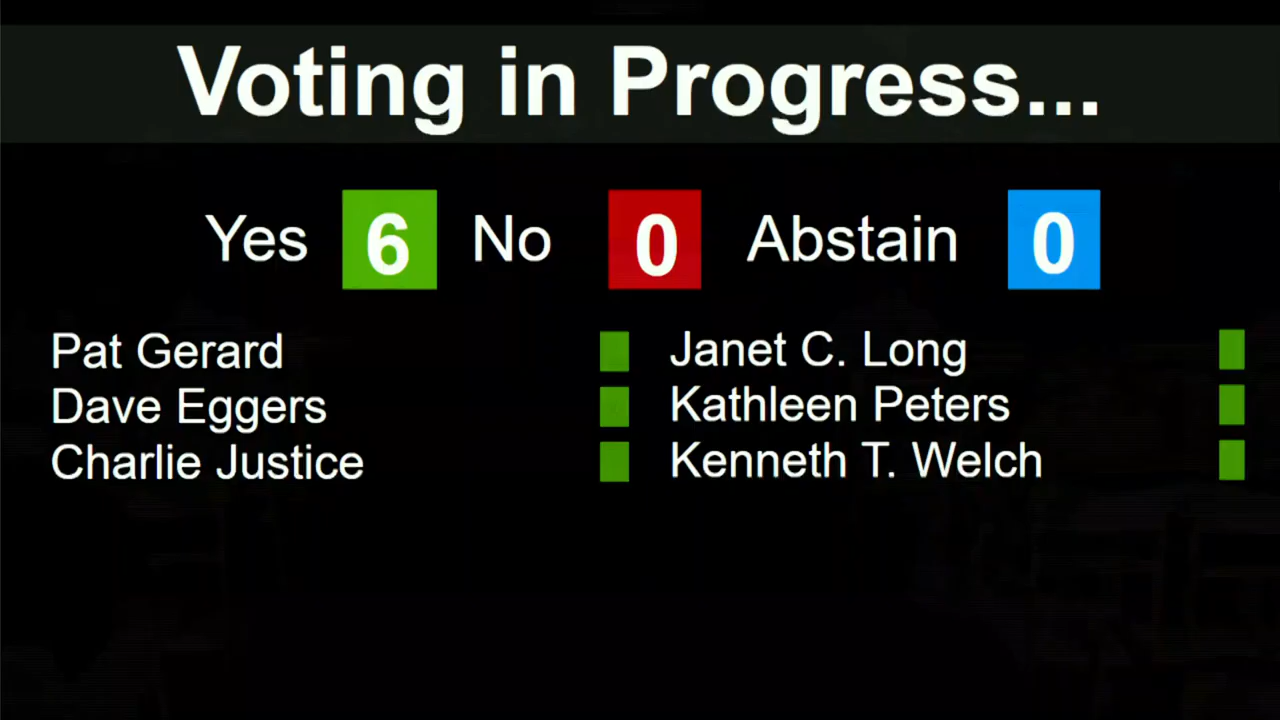 Voting in Progress...
Yes 6 No 0 Abstain 0
Pat Gerard Janet C. Long
Dave Eggers Kathleen Peters
Charlie Justice Kenneth T. Welch